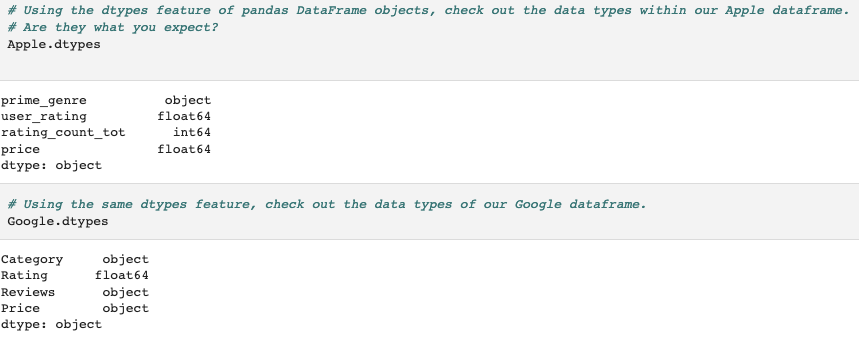 # Using the dtypes feature of pandas DataFrame objects, check out the data types within our Apple dataframe.
# Are they what you expect?
Apple.dtypes
prime_genre object
user_rating float64
rating_count_tot int64
price float64
dtype: object
# Using the same dtypes feature, check out the data types of our Google dataframe.
Google.dtypes
Category object
Rating float64
Reviews object
Price object
dtype: object